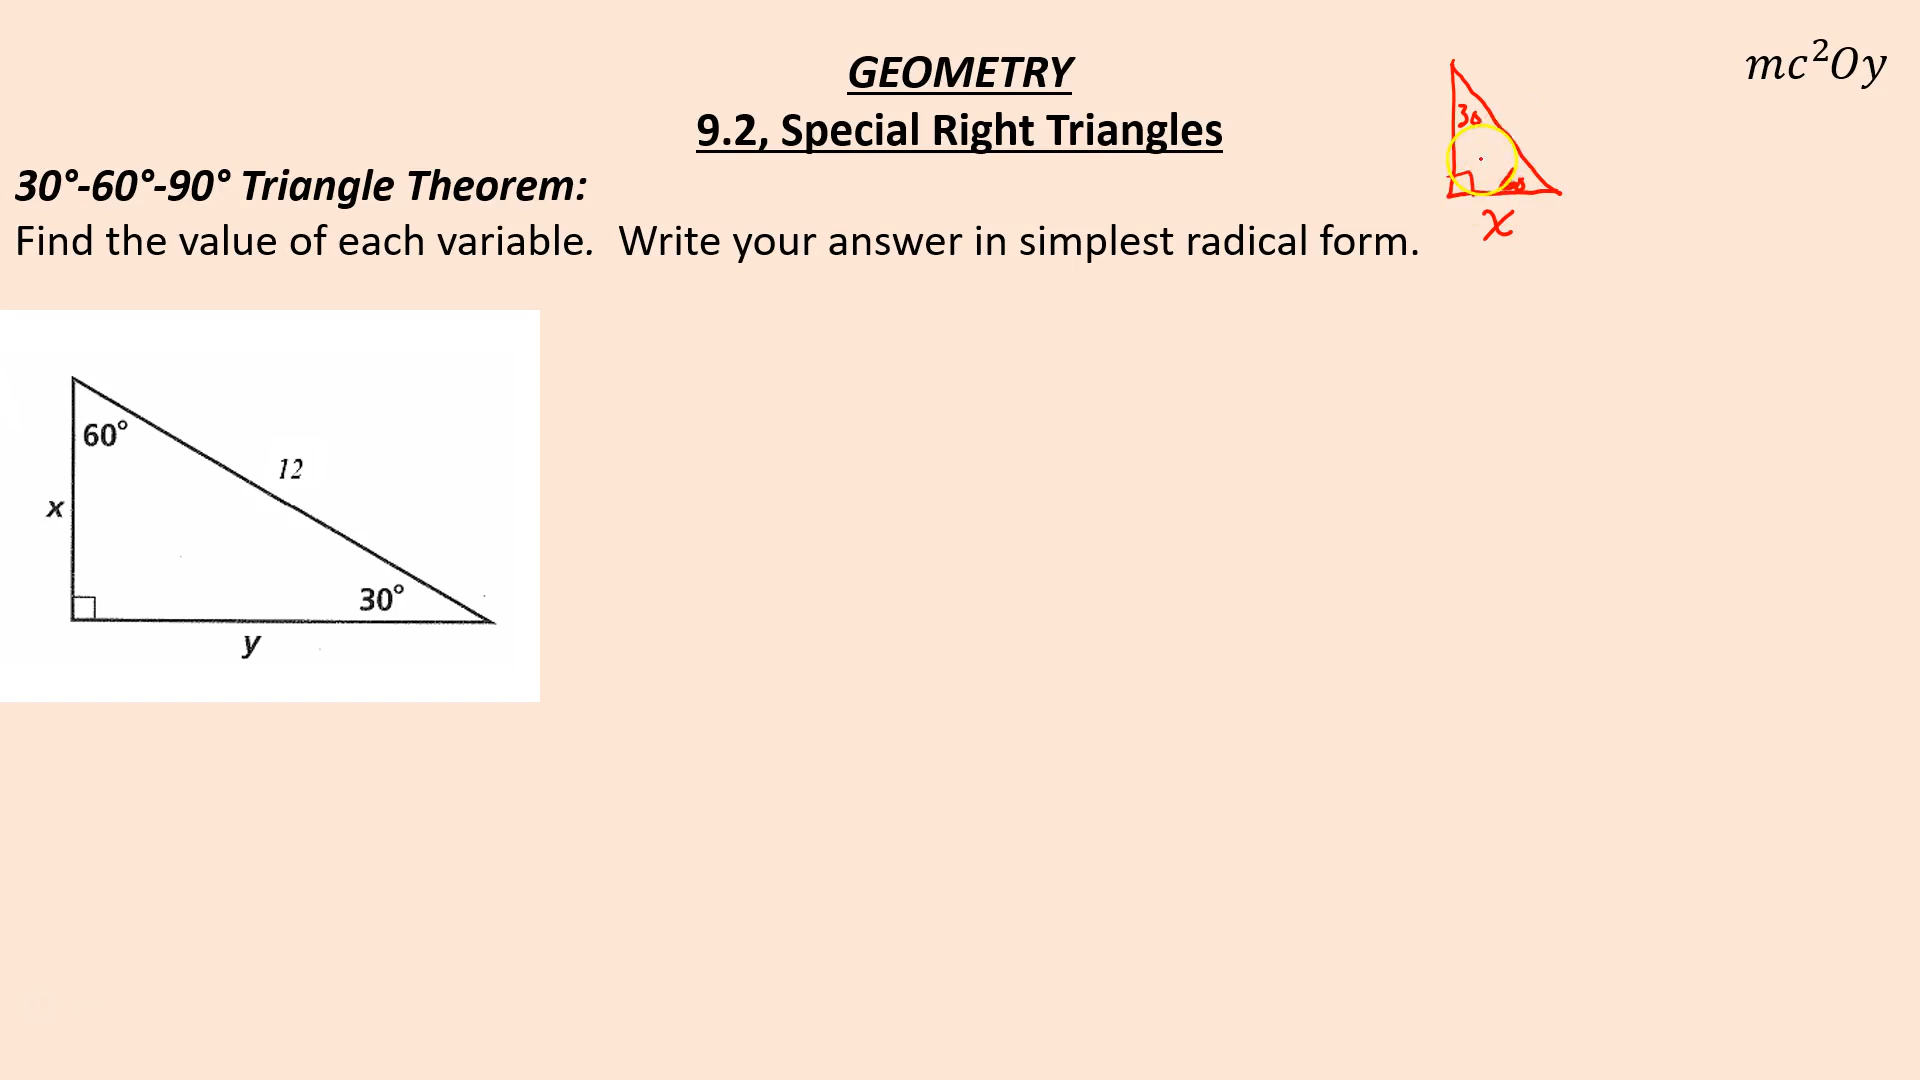 GEOMETRY
mc²Oy
9.2, Special Right Triangles
30
x
30°-60°-90° Triangle Theorem:
Find the value of each variable. Write your answer in simplest radical form.
60°
12
x
30°
y